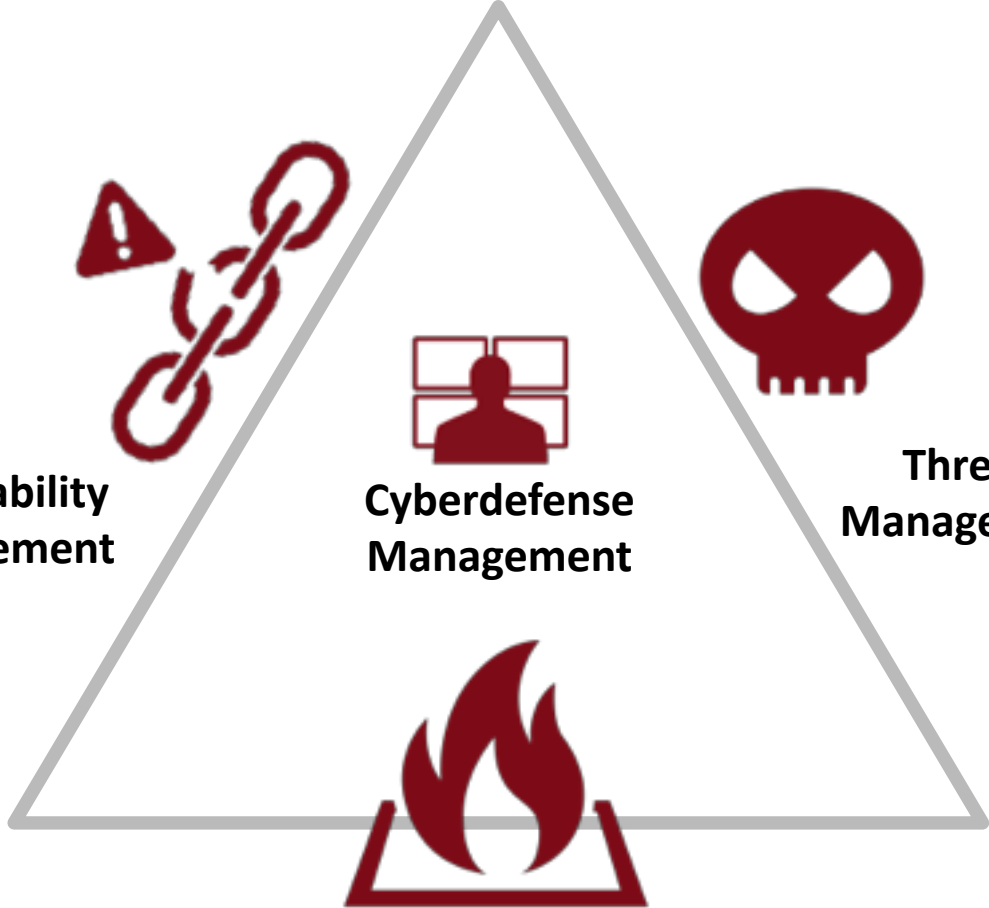 ability
ement
Cyberdefense
Management
Thre
Manage